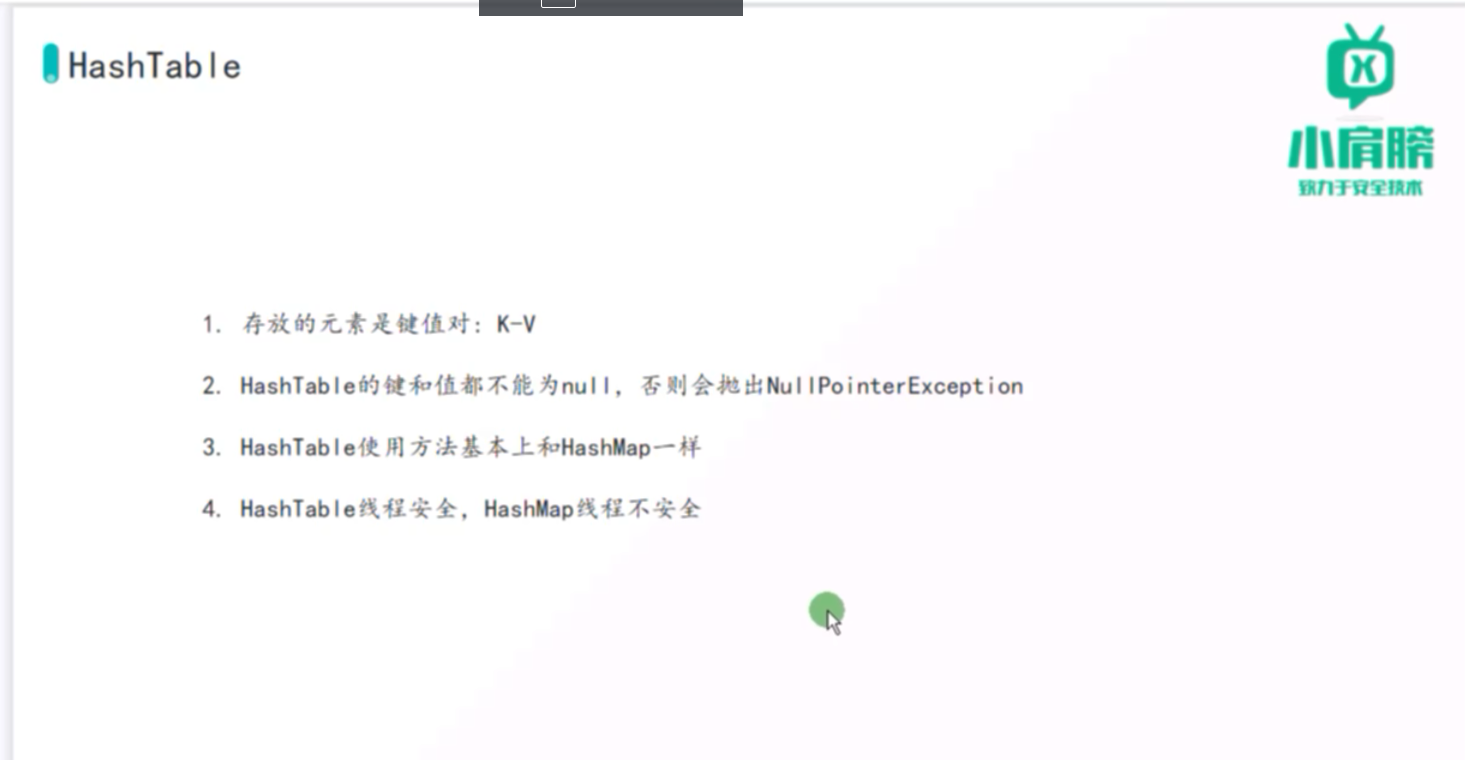 HashTable
小肩膀
致力于安全技术
1. 存放的元素是键值对：K-V
2. HashTable的键和值都不能为null，否则会抛出NullPointerException
3. HashTable使用方法基本上和HashMap一样
4. HashTable线程安全，HashMap线程不安全